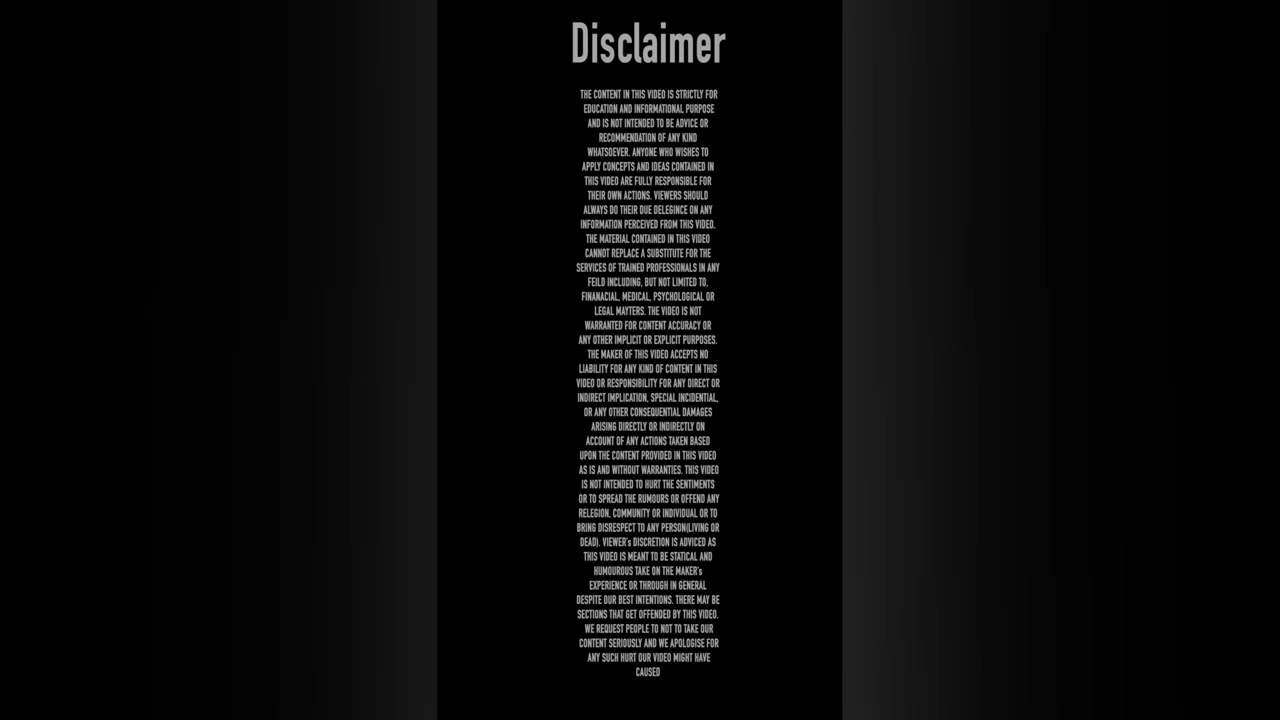 Disclaimer
THE CONTENT IN THIS VIDEO IS STRICTLY FOR
EDUCATION AND INFORMATIONAL PURPOSE
AND IS NOT INTENDED TO BE ADVICE OR
RECOMMENDATION OF ANY KIND
WHATSOEVER. ANYONE WHO WISHES TO
APPLY CONCEPTS AND IDEAS CONTAINED IN
THIS VIDEO ARE FULLY RESPONSIBLE FOR
THEIR OWN ACTIONS. VIEWERS SHOULD
ALWAYS DO THEIR DUE DELEGINCE ON ANY
INFORMATION PERCEIVED FROM THIS VIDEO.
THE MATERIAL CONTAINED IN THIS VIDEO
CANNOT REPLACE A SUBSTITUTE FOR THE
SERVICES OF TRAINED PROFESSIONALS IN ANY
FEILD INCLUDING, BUT NOT LIMITED TO,
FINANACIAL, MEDICAL, PSYCHOLOGICAL OR
LEGAL MAYTERS. THE VIDEO IS NOT
WARRANTED FOR CONTENT ACCURACY OR
ANY OTHER IMPLICIT OR EXPLICIT PURPOSES.
THE MAKER OF THIS VIDEO ACCEPTS NO
LIABILITY FOR ANY KIND OF CONTENT IN THIS
VIDEO OR RESPONSIBILITY FOR ANY DIRECT OR
INDIRECT IMPLICATION, SPECIAL INCIDENTIAL,
OR ANY OTHER CONSEQUENTIAL DAMAGES
ARISING DIRECTLY OR INDIRECTLY ON
ACCOUNT OF ANY ACTIONS TAKEN BASED
UPON THE CONTENT PROVIDED IN THIS VIDEO
AS IS AND WITHOUT WARRANTIES. THIS VIDEO
IS NOT INTENDED TO HURT THE SENTIMENTS
OR TO SPREAD THE RUMOURS OR OFFEND ANY
RELEGION, COMMUNITY OR INDIVIDUAL OR TO
BRING DISRESPECT TO ANY PERSON(LIVING OR
DEAD). VIEWER's DISCRETION IS ADVICED AS
THIS VIDEO IS MEANT TO BE STATICAL AND
HUMOUROUS TAKE ON THE MAKER's
EXPERIENCE OR THROUGH IN GENERAL
DESPITE OUR BEST INTENTIONS. THERE MAY BE
SECTIONS THAT GET OFFENDED BY THIS VIDEO.
WE REQUEST PEOPLE TO NOT TO TAKE OUR
CONTENT SERIOUSLY AND WE APOLOGISE FOR
ANY SUCH HURT OUR VIDEO MIGHT HAVE
CAUSED